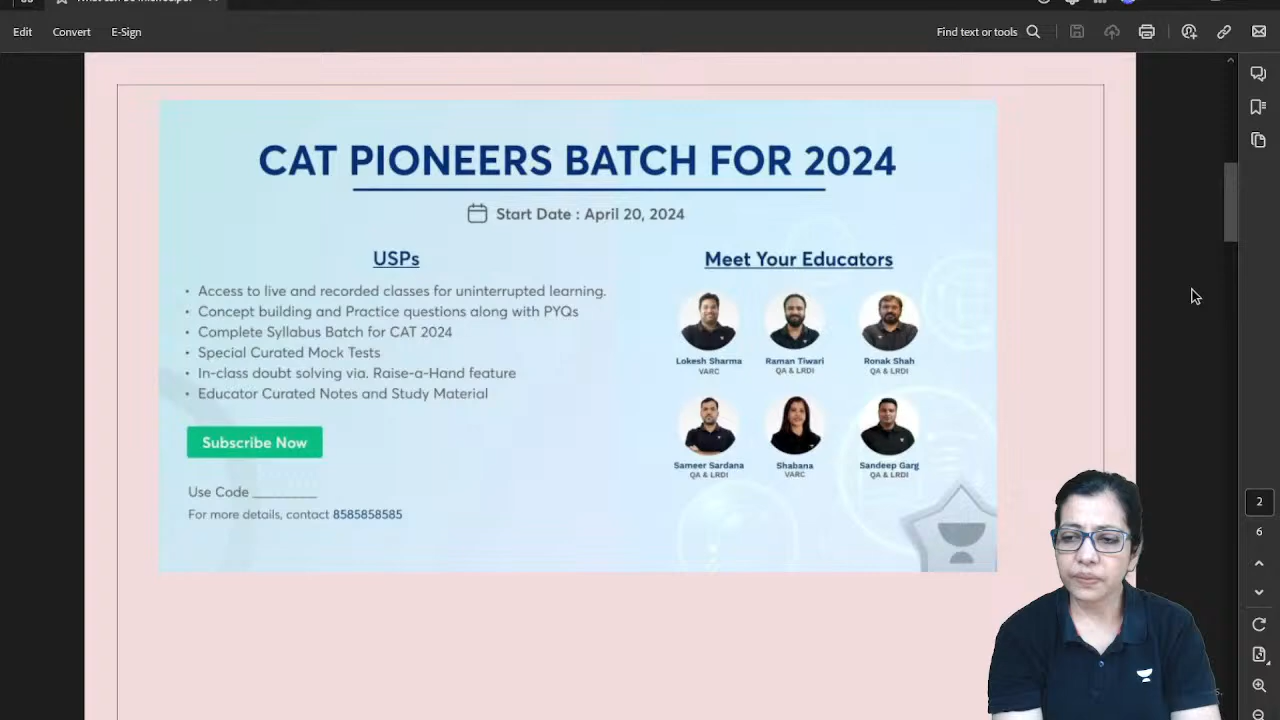 Edit Convert E-Sign Find text or tools
CAT PIONEERS BATCH FOR 2024
Start Date : April 20, 2024
USPs
• Access to live and recorded classes for uninterrupted learning.
• Concept building and Practice questions along with PYQs
• Complete Syllabus Batch for CAT 2024
• Special Curated Mock Tests
• In-class doubt solving via. Raise-a-Hand feature
• Educator Curated Notes and Study Material
Subscribe Now
Use Code ________
For more details, contact 8585858585
Meet Your Educators
Lokesh Sharma
VARC
Raman Tiwari
QA & LRDI
Ronak Shah
QA & LRDI
Sameer Sardana
QA & LRDI
Shabana
VARC
Sandeep Garg
QA & LRDI
2
6